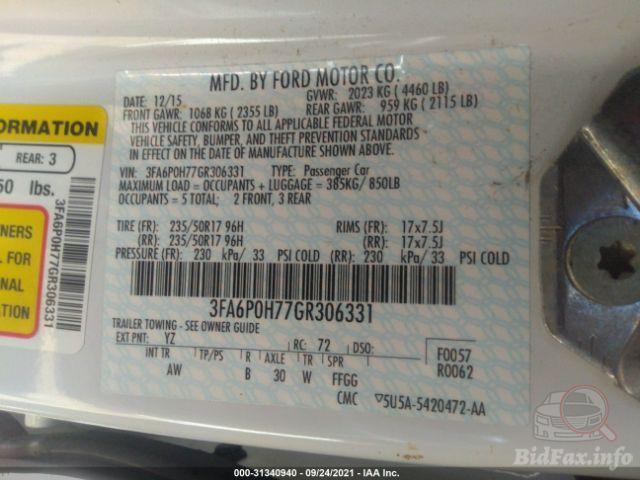 MFD. BY FORD MOTOR CO.
DATE: 12/15 GVWR: 2023 KG ( 4460 LB)
FRONT GAWR: 1068 KG ( 2355 LB) REAR GAWR: 959 KG ( 2115 LB)
THIS VEHICLE CONFORMS TO ALL APPLICABLE FEDERAL MOTOR
VEHICLE SAFETY, BUMPER, AND THEFT PREVENTION STANDARDS
IN EFFECT ON THE DATE OF MANUFACTURE SHOWN ABOVE.
VIN: 3FA6P0H77GR306331 TYPE: Passenger Car
MAXIMUM LOAD = OCCUPANTS + LUGGAGE = 385KG/ 850LB
OCCUPANTS = 5 TOTAL; 2 FRONT, 3 REAR
TIRE (FR): 235/50R17 96H RIMS (FR): 17x7.5J
(RR): 235/50R17 96H (RR): 17x7.5J
PRESSURE (FR): 230 kPa/ 33 PSI COLD (RR): 230 kPa/ 33 PSI COLD
3FA6P0H77GR306331
TRAILER TOWING - SEE OWNER GUIDE
EXT PNT: YZ RC: 72 DSO: F0057
INT TR TP/PS R AXLE TR SPR R0062
AW B 30 W FFGG
CMC ▽5U5A-5420472-AA
ORMATION
REAR: 3
50 lbs.
WNERS
FOR
ONAL
ATION
3FA6P0H77GR306331
BidFax.info
000-31340940 - 09/24/2021 - IAA Inc.